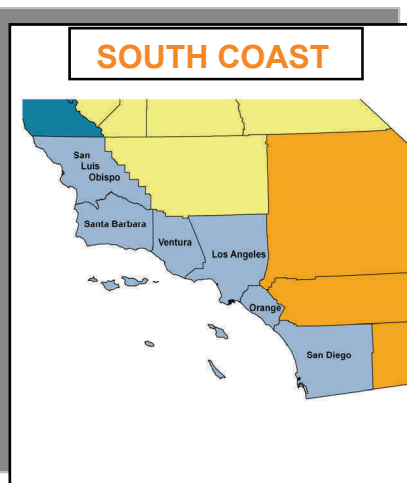 SOUTH COAST
San
Luis
Obispo
Santa Barbara
Ventura
Los Angeles
Orange
San Diego